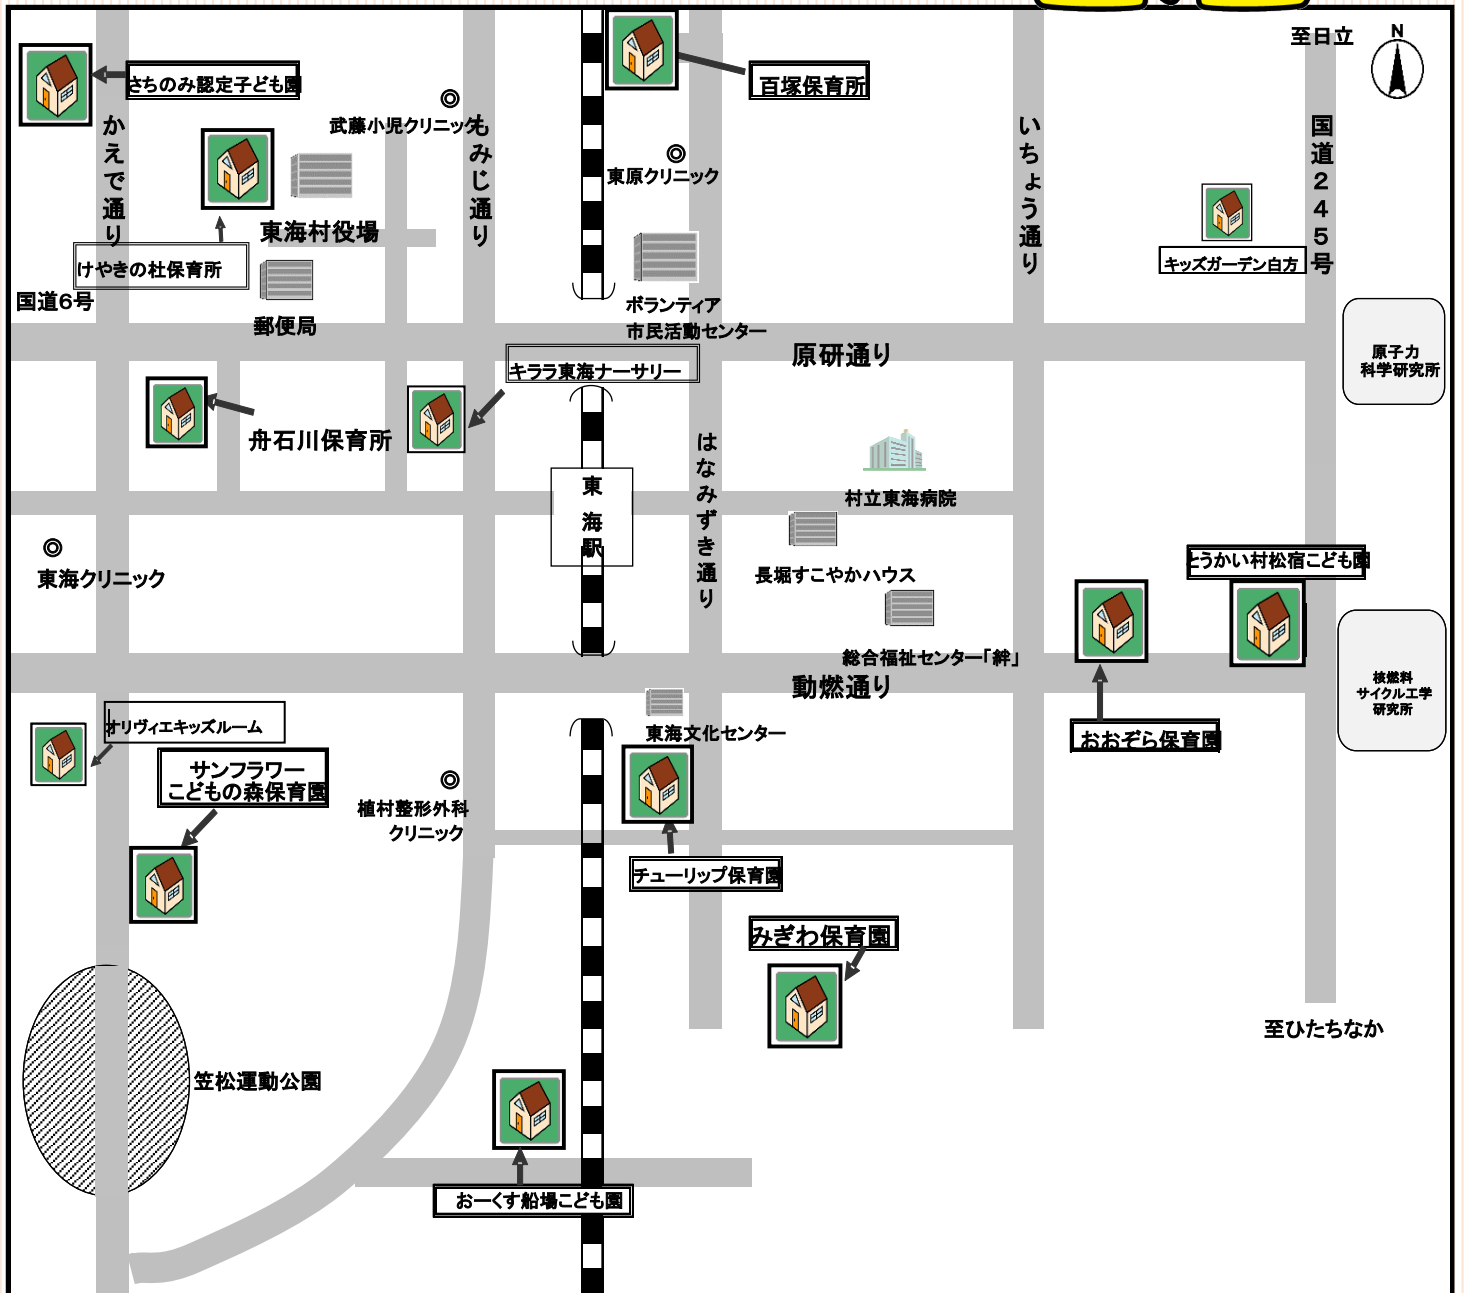 至日立
N
さちのみ認定子ども園
百塚保育所
武藤小児クリニック
かえで通り
もみじ通り
いちょう通り
国道245号
東原クリニック
東海村役場
けやきの杜保育所
キッズガーデン白方
国道6号
郵便局
ボランティア
市民活動センター
原研通り
原子力
科学研究所
キララ東海ナーサリー
舟石川保育所
はなみずき通り
東海駅
村立東海病院
東海クリニック
長堀すこやかハウス
とうかい村松宿こども園
総合福祉センター「絆」
動燃通り
核燃料
サイクル工学
研究所
オリヴィエキッズルーム
東海文化センター
おおぞら保育園
サンフラワー
こどもの森保育園
植村整形外科
クリニック
チューリップ保育園
みぎわ保育園
至ひたちなか
笠松運動公園
おーくす船場こども園